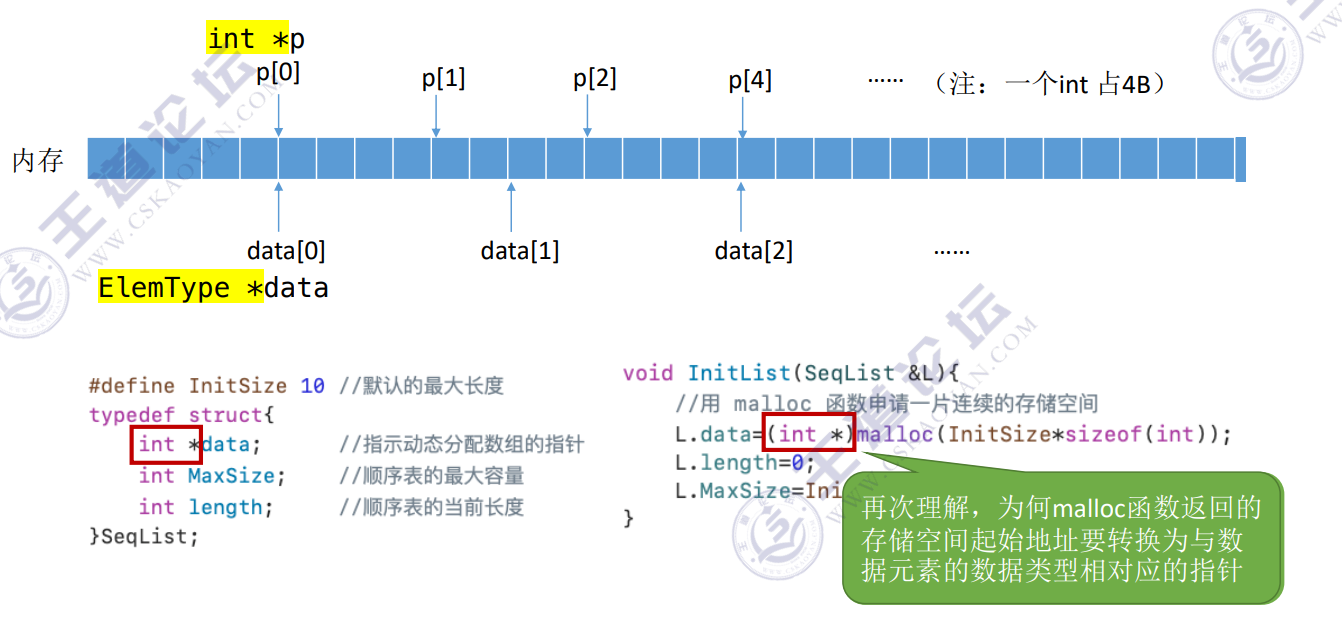 int *p
p[0]
p[1]
p[2]
p[4]
…… （注：一个int 占4B）
内存
data[0]
data[1]
data[2]
……
ElemType *data
#define InitSize 10 //默认的最大长度
typedef struct{
int *data; //指示动态分配数组的指针
int MaxSize; //顺序表的最大容量
int length; //顺序表的当前长度
}SeqList;
void InitList(SeqList &L){
//用 malloc 函数申请一片连续的存储空间
L.data=(int *)malloc(InitSize*sizeof(int));
L.length=0;
L.MaxSize=Ini
}
再次理解，为何malloc函数返回的
存储空间起始地址要转换为与数
据元素的数据类型相对应的指针
王道论坛
WWW.CSKAOYAN.COM
王道论坛
WWW.CSKAOYAN.COM